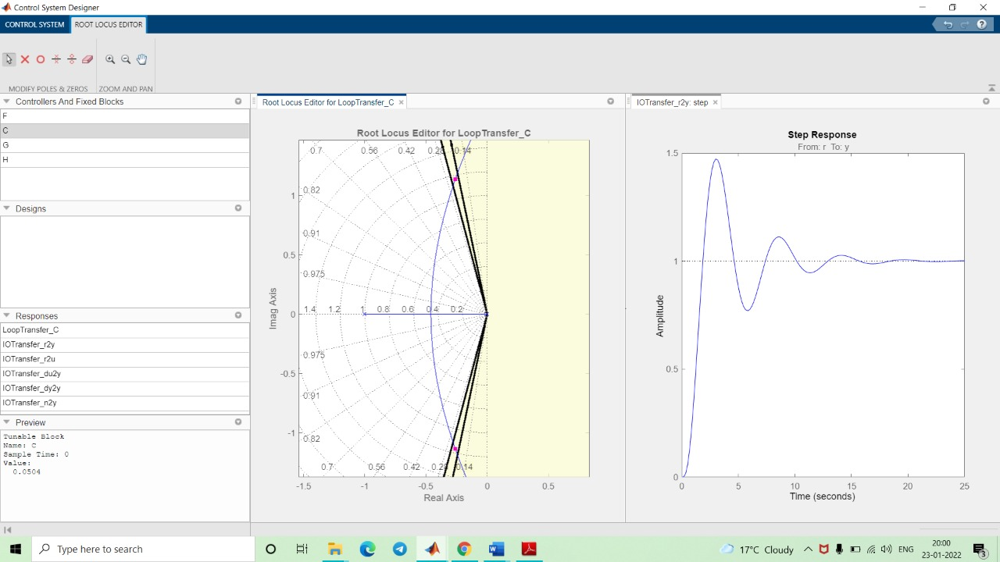 Control System Designer
CONTROL SYSTEM
ROOT LOCUS EDITOR
MODIFY POLES & ZEROS
ZOOM AND PAN
Controllers And Fixed Blocks
F
C
G
H
Designs
Responses
LoopTransfer_C
IOTransfer_r2y
IOTransfer_r2u
IOTransfer_du2y
IOTransfer_dy2y
IOTransfer_n2y
Preview
Tunable Block
Name: C
Sample Time: 0
Value:
0.0504
Root Locus Editor for LoopTransfer_C
Root Locus Editor for LoopTransfer_C
0.7 0.56 0.42 0.28 0.14
0.82
0.91
0.975
1.4 1.2 1 0.8 0.6 0.4 0.2
0.975
0.91
0.82
0.7 0.56 0.42 0.28 0.14
1
0.5
0
-0.5
-1
Imag Axis
-1.5 -1 -0.5 0 0.5
Real Axis
IOTransfer_r2y: step
Step Response
From: r To: y
1.5
1
0.5
0
Amplitude
0 5 10 15 20 25
Time (seconds)
Type here to search
17°C Cloudy
ENG
20:00
23-01-2022
3